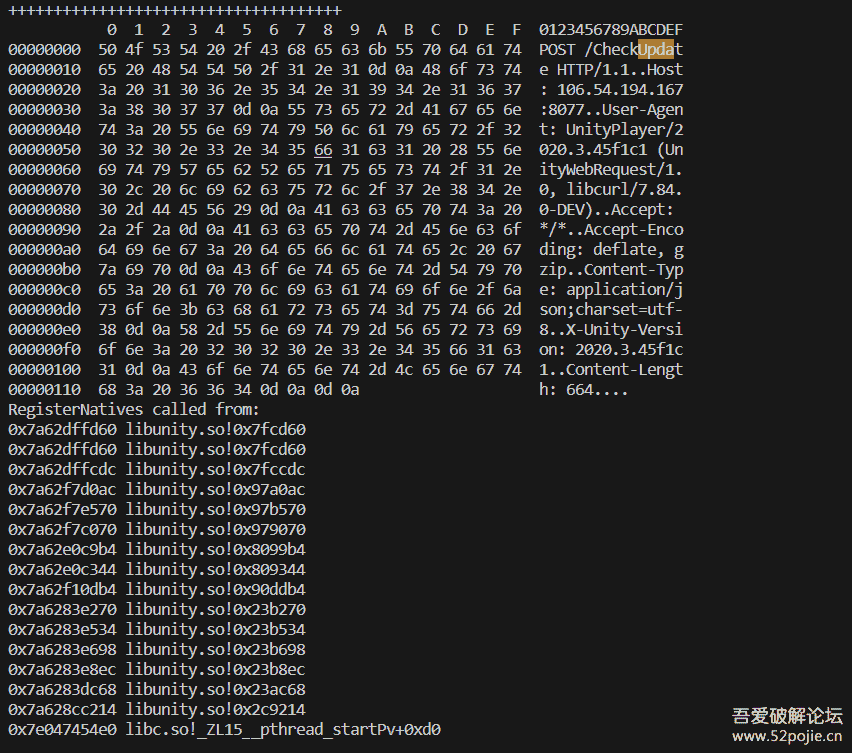 +++++++++++++++++++++++++++++++++++++
0 1 2 3 4 5 6 7 8 9 A B C D E F 0123456789ABCDEF
00000000 50 4f 53 54 20 2f 43 68 65 63 6b 55 70 64 61 74 POST /CheckUpdat
00000010 65 20 48 54 54 50 2f 31 2e 31 0d 0a 48 6f 73 74 e HTTP/1.1..Host
00000020 3a 20 31 30 36 2e 35 34 2e 31 39 34 2e 31 36 37 : 106.54.194.167
00000030 3a 38 30 37 37 0d 0a 55 73 65 72 2d 41 67 65 6e :8077..User-Agen
00000040 74 3a 20 55 6e 69 74 79 50 6c 61 79 65 72 2f 32 t: UnityPlayer/2
00000050 30 32 30 2e 33 2e 34 35 66 31 63 31 20 28 55 6e 020.3.45f1c1 (Un
00000060 69 74 79 57 65 62 52 65 71 75 65 73 74 2f 31 2e ityWebRequest/1.
00000070 30 2c 20 6c 69 62 63 75 72 6c 2f 37 2e 38 34 2e 0, libcurl/7.84.
00000080 30 2d 44 45 56 29 0d 0a 41 63 63 65 70 74 3a 20 0-DEV)..Accept:
00000090 2a 2f 2a 0d 0a 41 63 63 65 70 74 2d 45 6e 63 6f */*..Accept-Enco
000000a0 64 69 6e 67 3a 20 64 65 66 6c 61 74 65 2c 20 67 ding: deflate, g
000000b0 7a 69 70 0d 0a 43 6f 6e 74 65 6e 74 2d 54 79 70 zip..Content-Typ
000000c0 65 3a 20 61 70 70 6c 69 63 61 74 69 6f 6e 2f 6a e: application/j
000000d0 73 6f 6e 3b 63 68 61 72 73 65 74 3d 75 74 66 2d son;charset=utf-
000000e0 38 0d 0a 58 2d 55 6e 69 74 79 2d 56 65 72 73 69 8..X-Unity-Versi
000000f0 6f 6e 3a 20 32 30 32 30 2e 33 2e 34 35 66 31 63 on: 2020.3.45f1c
00000100 31 0d 0a 43 6f 6e 74 65 6e 74 2d 4c 65 6e 67 74 1..Content-Lengt
00000110 68 3a 20 36 36 34 0d 0a 0d 0a h: 664....
RegisterNatives called from:
0x7a62dffd60 libunity.so!0x7fcd60
0x7a62dffd60 libunity.so!0x7fcd60
0x7a62dffcdc libunity.so!0x7fccdc
0x7a62f7d0ac libunity.so!0x97a0ac
0x7a62f7e570 libunity.so!0x97b570
0x7a62f7c070 libunity.so!0x979070
0x7a62e0c9b4 libunity.so!0x8099b4
0x7a62e0c344 libunity.so!0x809344
0x7a62f10db4 libunity.so!0x90ddb4
0x7a6283e270 libunity.so!0x23b270
0x7a6283e534 libunity.so!0x23b534
0x7a6283e698 libunity.so!0x23b698
0x7a6283e8ec libunity.so!0x23b8ec
0x7a6283dc68 libunity.so!0x23ac68
0x7a628cc214 libunity.so!0x2c9214
0x7e047454e0 libc.so!_ZL15__pthread_startPv+0xd0
吾爱破解论坛
www.52pojie.cn